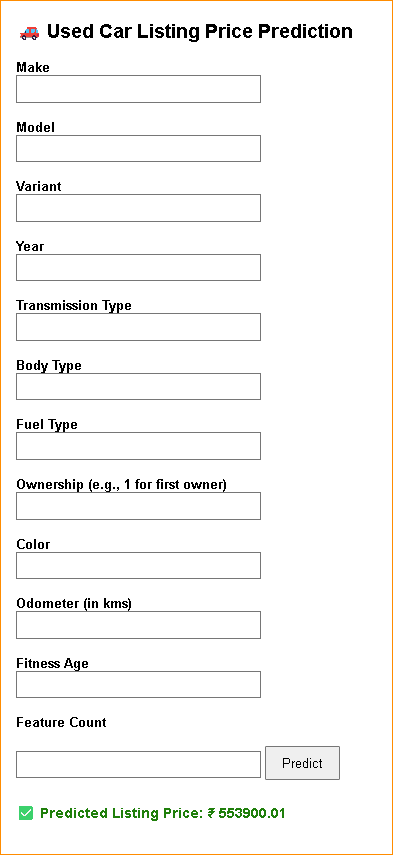 🚗 Used Car Listing Price Prediction
Make
Model
Variant
Year
Transmission Type
Body Type
Fuel Type
Ownership (e.g., 1 for first owner)
Color
Odometer (in kms)
Fitness Age
Feature Count
Predict
✅ Predicted Listing Price: ₹ 553900.01